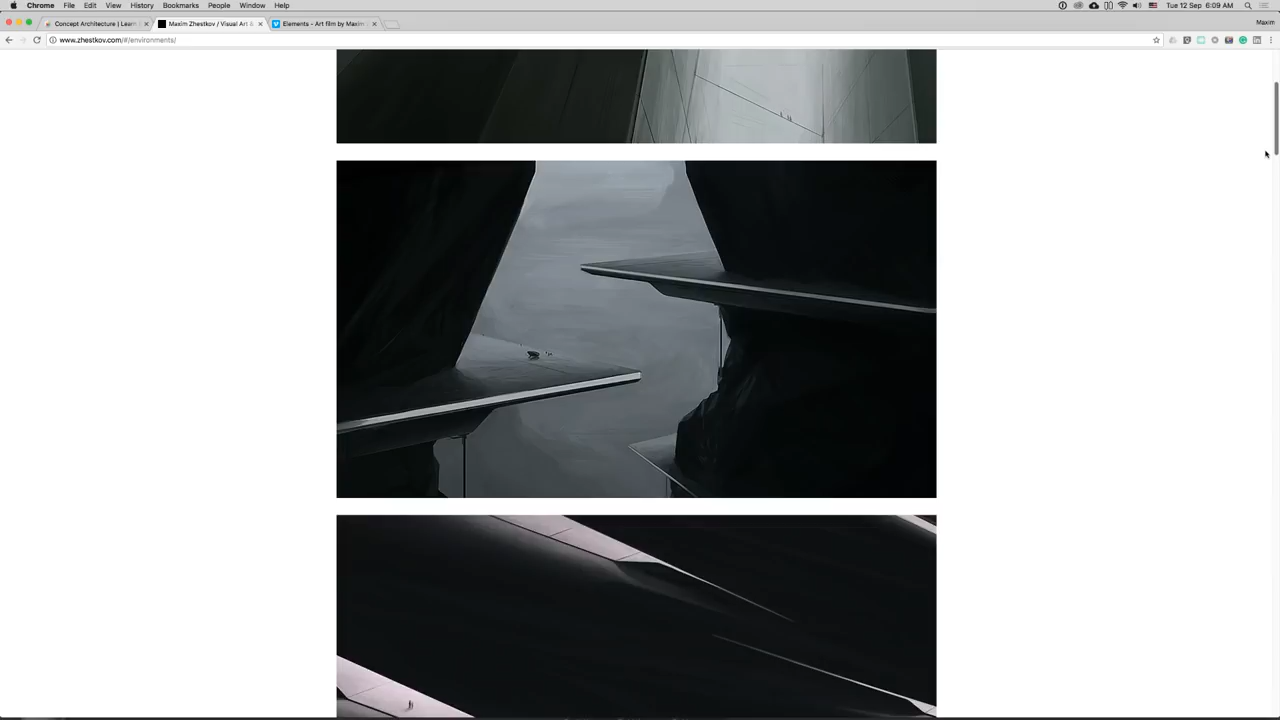 Chrome File Edit View History Bookmarks People Window Help Tue 12 Sep 6:09 AM
Concept Architecture | Learn Maxim Zhestkov / Visual Art & Elements – Art film by Maxim Maxim
www.zhestkov.com/#/environments/